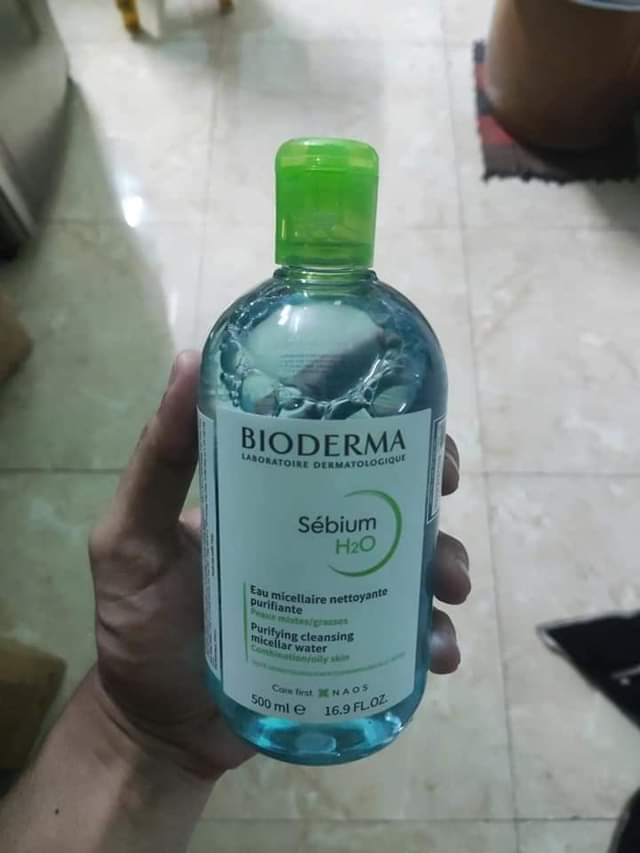 BIODERMA
LABORATOIRE DERMATOLOGIQUE
Sébium
H2O
Eau micellaire nettoyante
purifiante
Peaux mixtes/grasses
Purifying cleansing
micellar water
Combination/oily skin
Care first NAOS
500 ml e 16.9 FL.OZ.